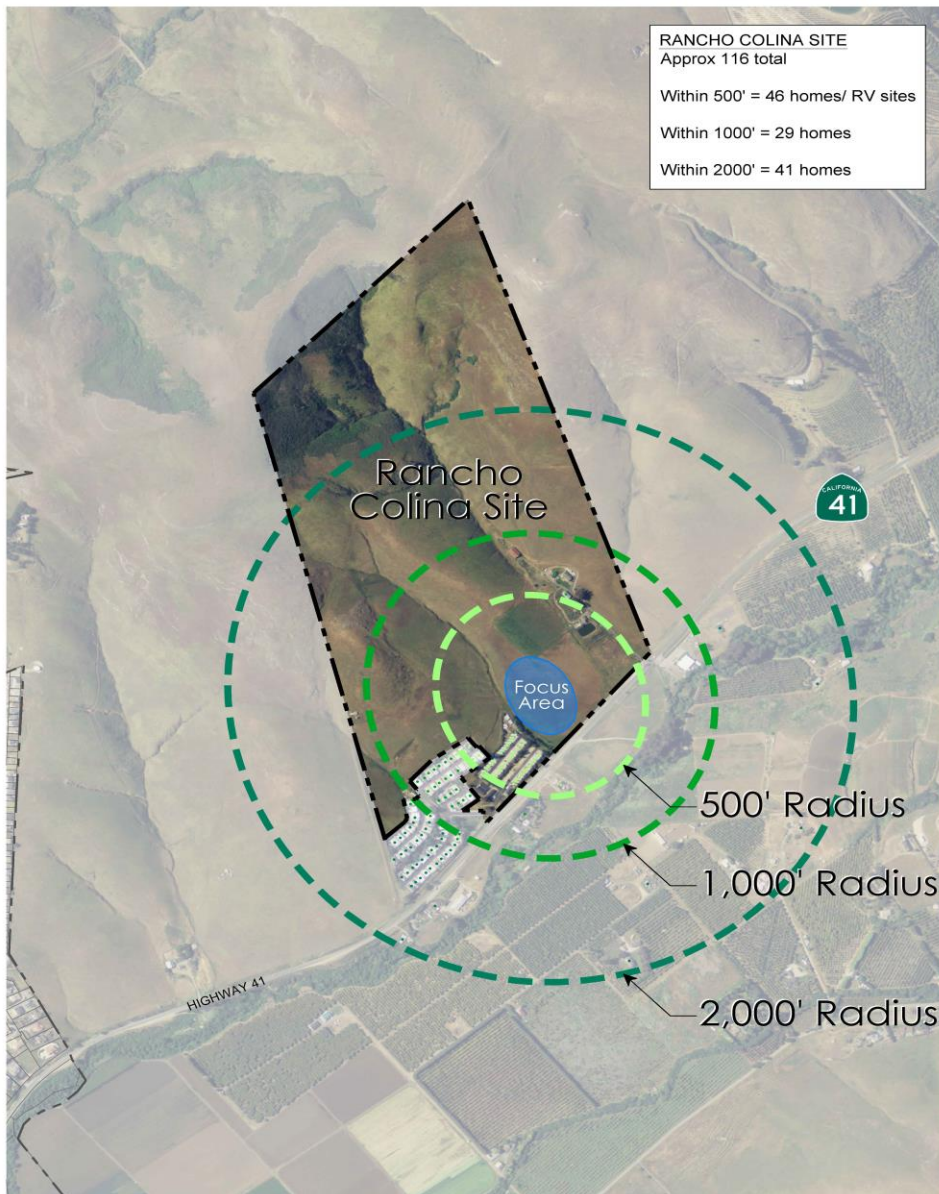 RANCHO COLINA SITE
Approx 116 total
Within 500' = 46 homes/ RV sites
Within 1000' = 29 homes
Within 2000' = 41 homes
Rancho
Colina Site
CALIFORNIA
41
Focus
Area
500' Radius
1,000' Radius
HIGHWAY 41
2,000' Radius